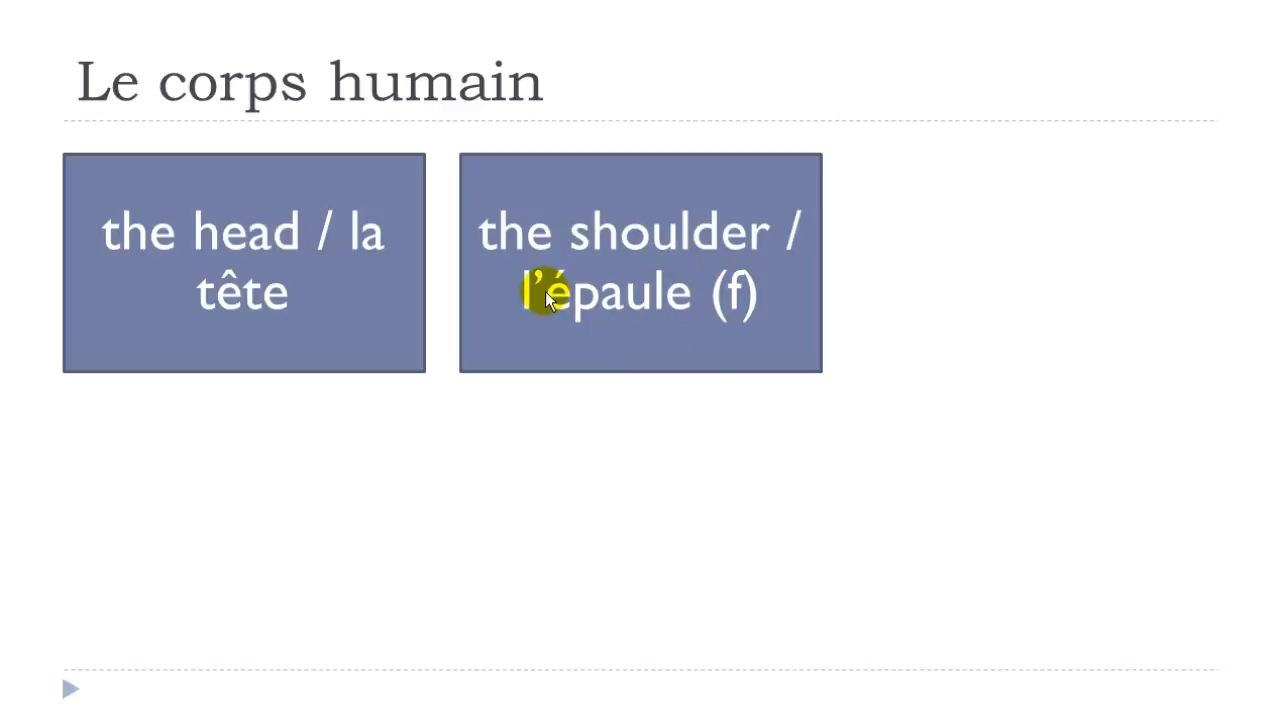 Le corps humain
the head / la
tête
the shoulder /
l’épaule (f)